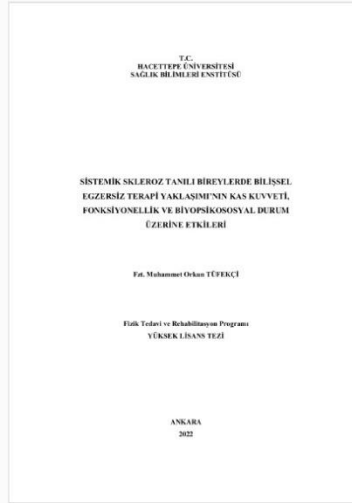 T.C.
HACETTEPE ÜNİVERSİTESİ
SAĞLIK BİLİMLERİ ENSTİTÜSÜ
SİSTEMİK SKLEROZ TANILI BİREYLERDE BİLİŞSEL
EGZERSİZ TERAPİ YAKLAŞIMI'NIN KAS KUVVETİ,
FONKSİYONELLİK VE BİYOPSİKOSOSYAL DURUM
ÜZERİNE ETKİLERİ
Fzt. Muhammet Orkun TÜFEKÇİ
Fizik Tedavi ve Rehabilitasyon Programı
YÜKSEK LİSANS TEZİ
ANKARA
2022